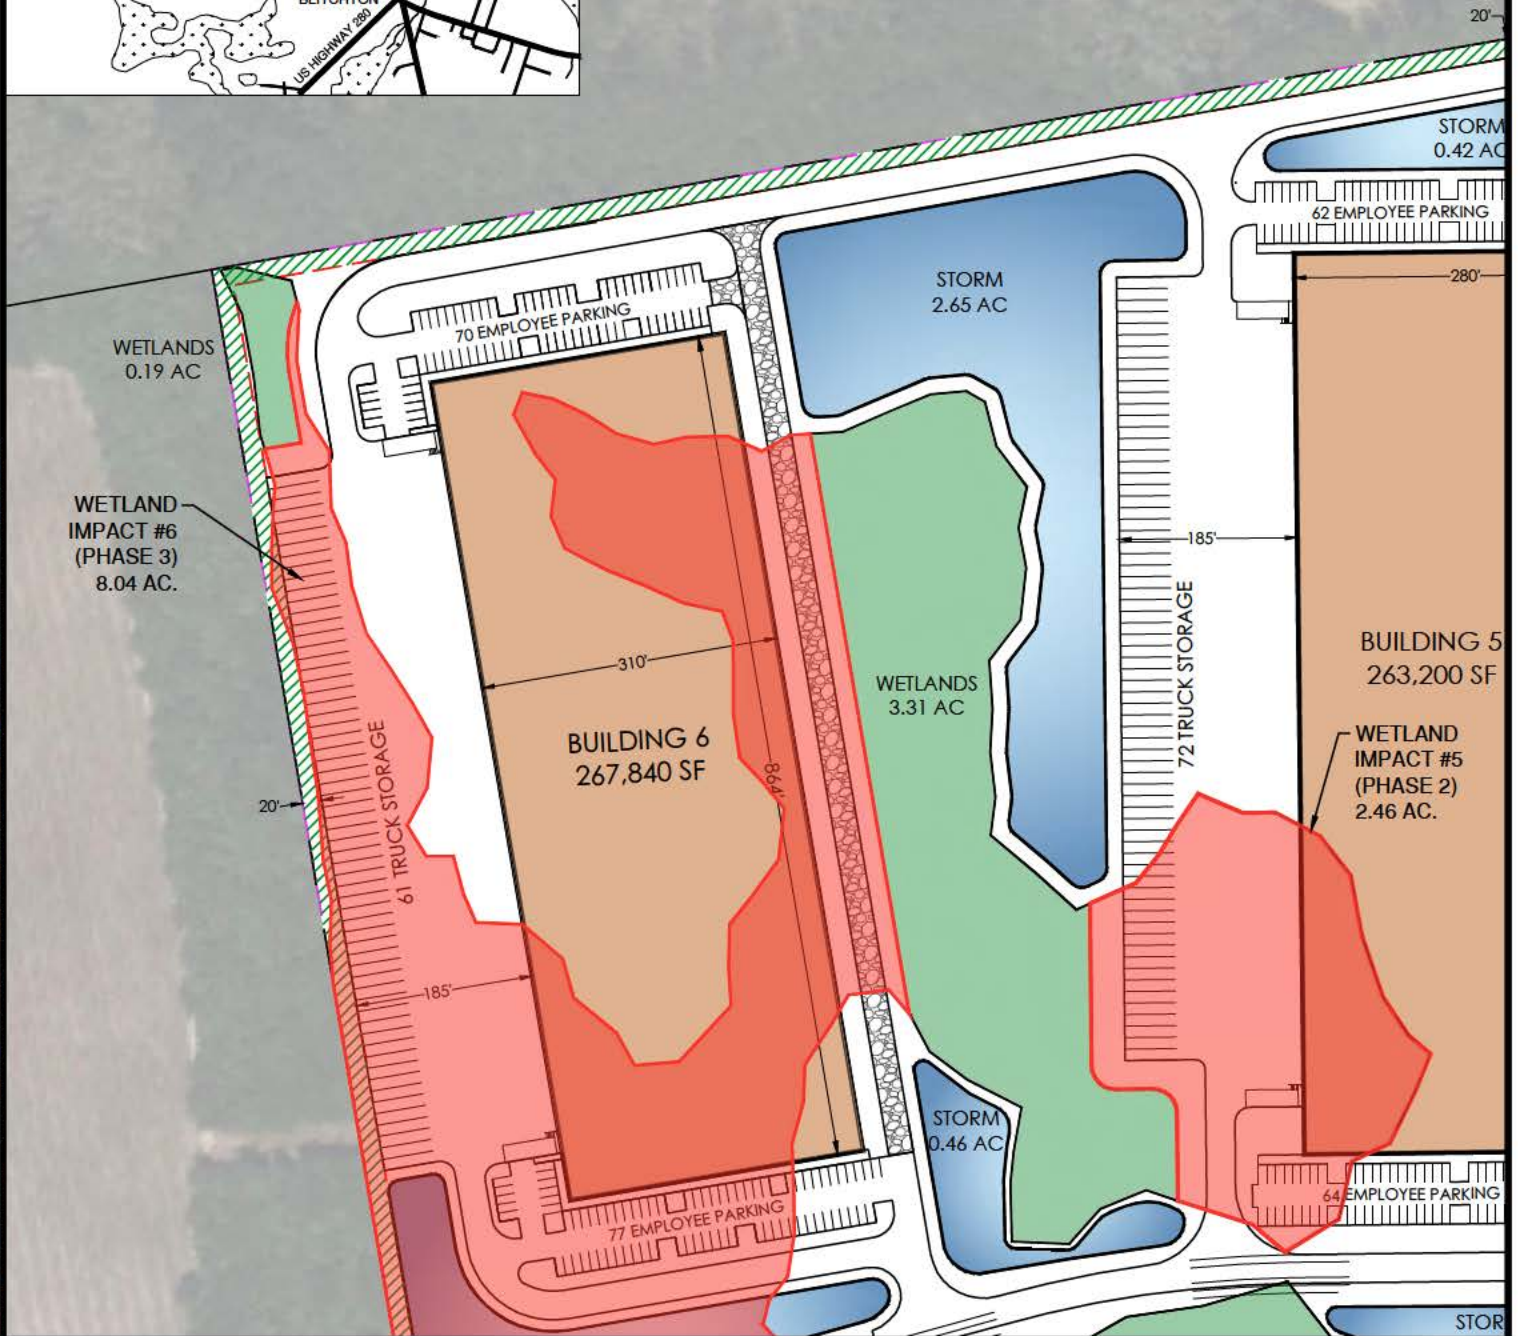 US HIGHWAY 280
20'
STORM
0.42 AC
62 EMPLOYEE PARKING
280'
STORM
2.65 AC
70 EMPLOYEE PARKING
WETLANDS
0.19 AC
WETLAND
IMPACT #6
(PHASE 3)
8.04 AC.
185'
72 TRUCK STORAGE
BUILDING 5
263,200 SF
310'
WETLANDS
3.31 AC
BUILDING 6
267,840 SF
864'
WETLAND
IMPACT #5
(PHASE 2)
2.46 AC.
20'
61 TRUCK STORAGE
185'
STORM
0.46 AC
64 EMPLOYEE PARKING
77 EMPLOYEE PARKING
STOR